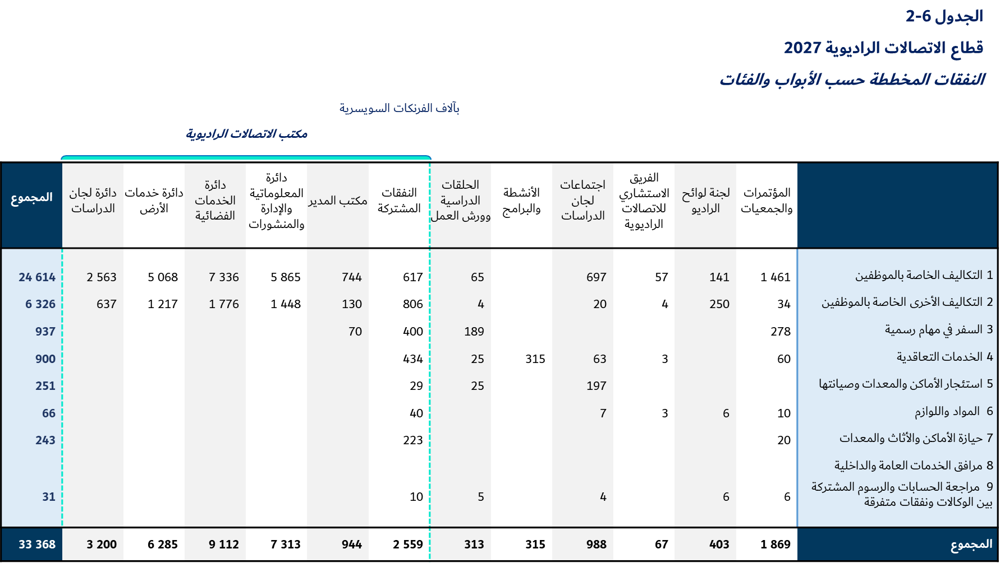 الجدول 6-2
قطاع الاتصالات الراديوية 2027
النفقات المخططة حسب الأبواب والفئات
بآلاف الفرنكات السويسرية
مكتب الاتصالات الراديوية
المؤتمرات والجمعيات	لجنة لوائح الراديو	الفريق الاستشاري للاتصالات الراديوية	اجتماعات لجان الدراسات	الأنشطة والبرامج	الحلقات الدراسية وورش العمل	النفقات المشتركة	مكتب المدير	دائرة المعلوماتية والإدارة والمنشورات	دائرة الخدمات الفضائية	دائرة خدمات الأرض	دائرة لجان الدراسات	المجموع
1 التكاليف الخاصة بالموظفين	1 461	141	57	697		65	617	744	5 865	7 336	5 068	2 563	24 614
2 التكاليف الأخرى الخاصة بالموظفين	34	250	4	20		4	806	130	1 448	1 776	1 217	637	6 326
3 السفر في مهام رسمية	278					189	400	70					937
4 الخدمات التعاقدية	60		3	63	315	25	434						900
5 استئجار الأماكن والمعدات وصيانتها				197		25	29						251
6 المواد واللوازم	10	6	3	7			40						66
7 حيازة الأماكن والأثاث والمعدات	20						223						243
8 مرافق الخدمات العامة والداخلية
9 مراجعة الحسابات والرسوم المشتركة
بين الوكالات ونفقات متفرقة	6	6		4		5	10						31
المجموع	1 869	403	67	988	315	313	2 559	944	7 313	9 112	6 285	3 200	33 368